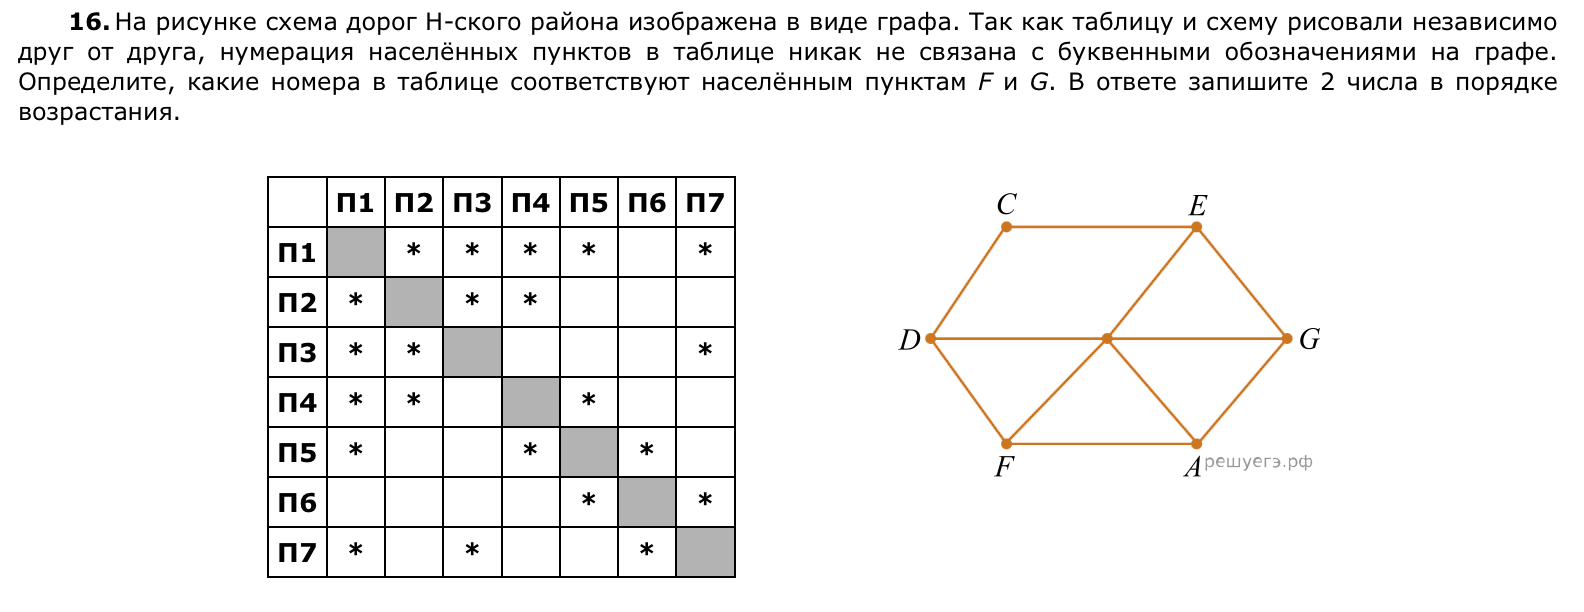 16. На рисунке схема дорог Н-ского района изображена в виде графа. Так как таблицу и схему рисовали независимо
друг от друга, нумерация населённых пунктов в таблице никак не связана с буквенными обозначениями на графе.
Определите, какие номера в таблице соответствуют населённым пунктам F и G. В ответе запишите 2 числа в порядке
возрастания.
П1 П2 П3 П4 П5 П6 П7
П1 * * * * *
П2 * * *
П3 * * *
П4 * * *
П5 * * *
П6 * *
П7 * * *
C E
D G
F A
решуегэ.рф